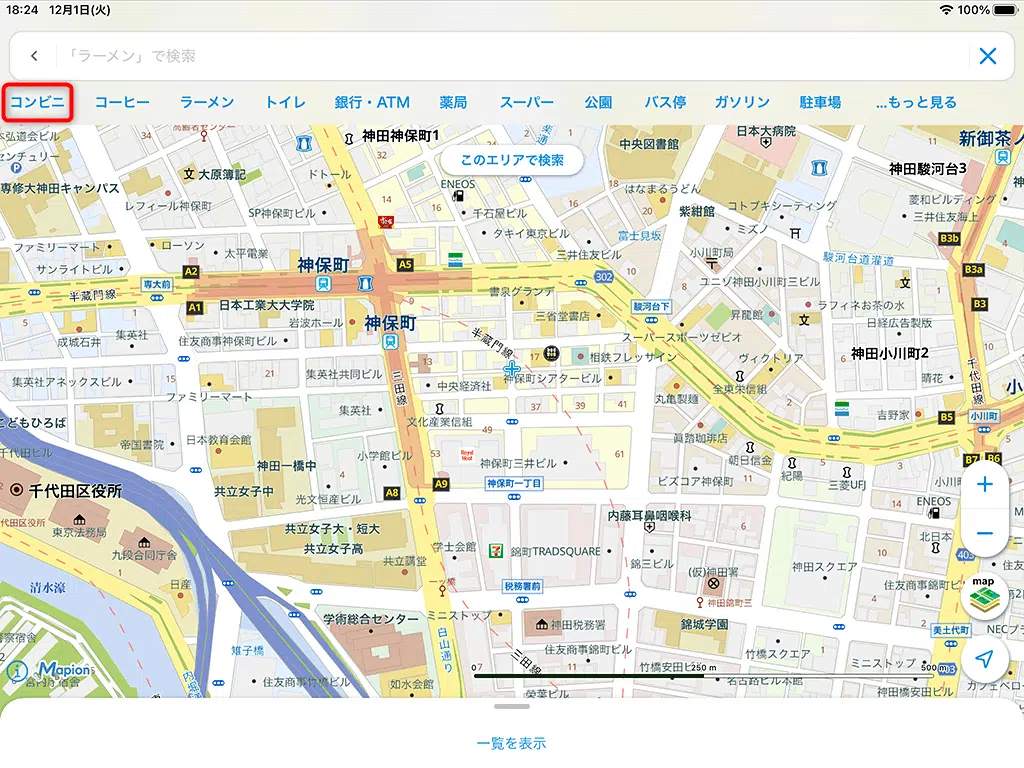 18:24 12月1日(火)
100%
「ラーメン」で検索
コンビニ コーヒー ラーメン トイレ 銀行・ATM 薬局 スーパー 公園 バス停 ガソリン 駐車場 ...もっと見る
このエリアで検索
神田神保町1
中央図書館
日本大病院
新御茶ノ
センチュリー
大原簿記
ドトール
専修大神田キャンパス
ENEOS
はなまるうどん
神田駿河台3
レフィール神保町
SP神保町ビル
千石ビル
紫紺館
コトブキシーティング
菱和ビルディング
三井住友海上
タキイ東京ビル
富士見坂
ミズノ
B3b
ファミリーマート
ローソン
太平電業
三井住友ビル
小川町局
駿河台道灌道
サンライトビル
A2
神保町
A5
302
ユニゾ神田小川町三ビル
B3a
専大前
半蔵門線
A1
日本工業大大学院
書泉グランデ
駿河台下
ラフィネお茶の水
B3
岩波ホール
神保町
三省堂書店
昇龍館
日経広告製版
集英社
成城石井
住友商事神保町ビル
半蔵門線
スーパースポーツゼビオ
相鉄フレッサイン
ヴィクトリア
神田小川町2
集英社アネックスビル
集英社共同ビル
三田線
中央経済社
神保町シアタービル
全東栄信組
晴花
千代田線
ファミリーマート
集英社
文化産業信組
丸亀製麺
吉野家
B5
小川町
こどもひろば
帝国書院
日本教育会館
小学館ビル
眞踏珈琲店
朝日信金
B7
B6
千代田区役所
神田一橋中
神保町三井ビル
共立女子中
光文恒産ビル
A8
A9
神保町一丁目
ビズコア神保町
紀陽
三菱UFJ
ENEOS
千代田区役所
東京法務局
共立女子大・短大
共立女子高
内藤耳鼻咽喉科
北日本
九段合同庁舎
共立講堂
学士会館
錦町TRADSQUARE
錦三ビル
403
神田スクエア
(仮)神田署
清水濠
日産
一ツ橋
税務署前
神田錦町三
住友商事錦町ビル
map
学術総合センター
ミニストップ
神田税務署
錦城学園
美土代町
雉子橋
白山通り
三田線
住友商事錦町ビル
竹橋スクエア
ミニストップ
Mapion
住友商事竹橋ビル
如水会館
0
250 m
500 m
名古路ビル本館
神田橋安田ビル
一覧を表示